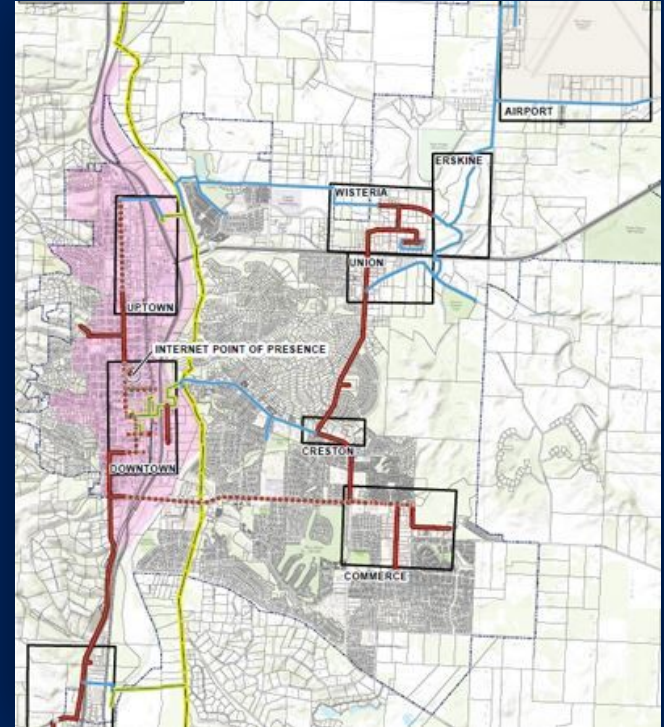 AIRPORT
ERSKINE
WISTERIA
UNION
UPTOWN
INTERNET POINT OF PRESENCE
CRESTON
DOWNTOWN
COMMERCE